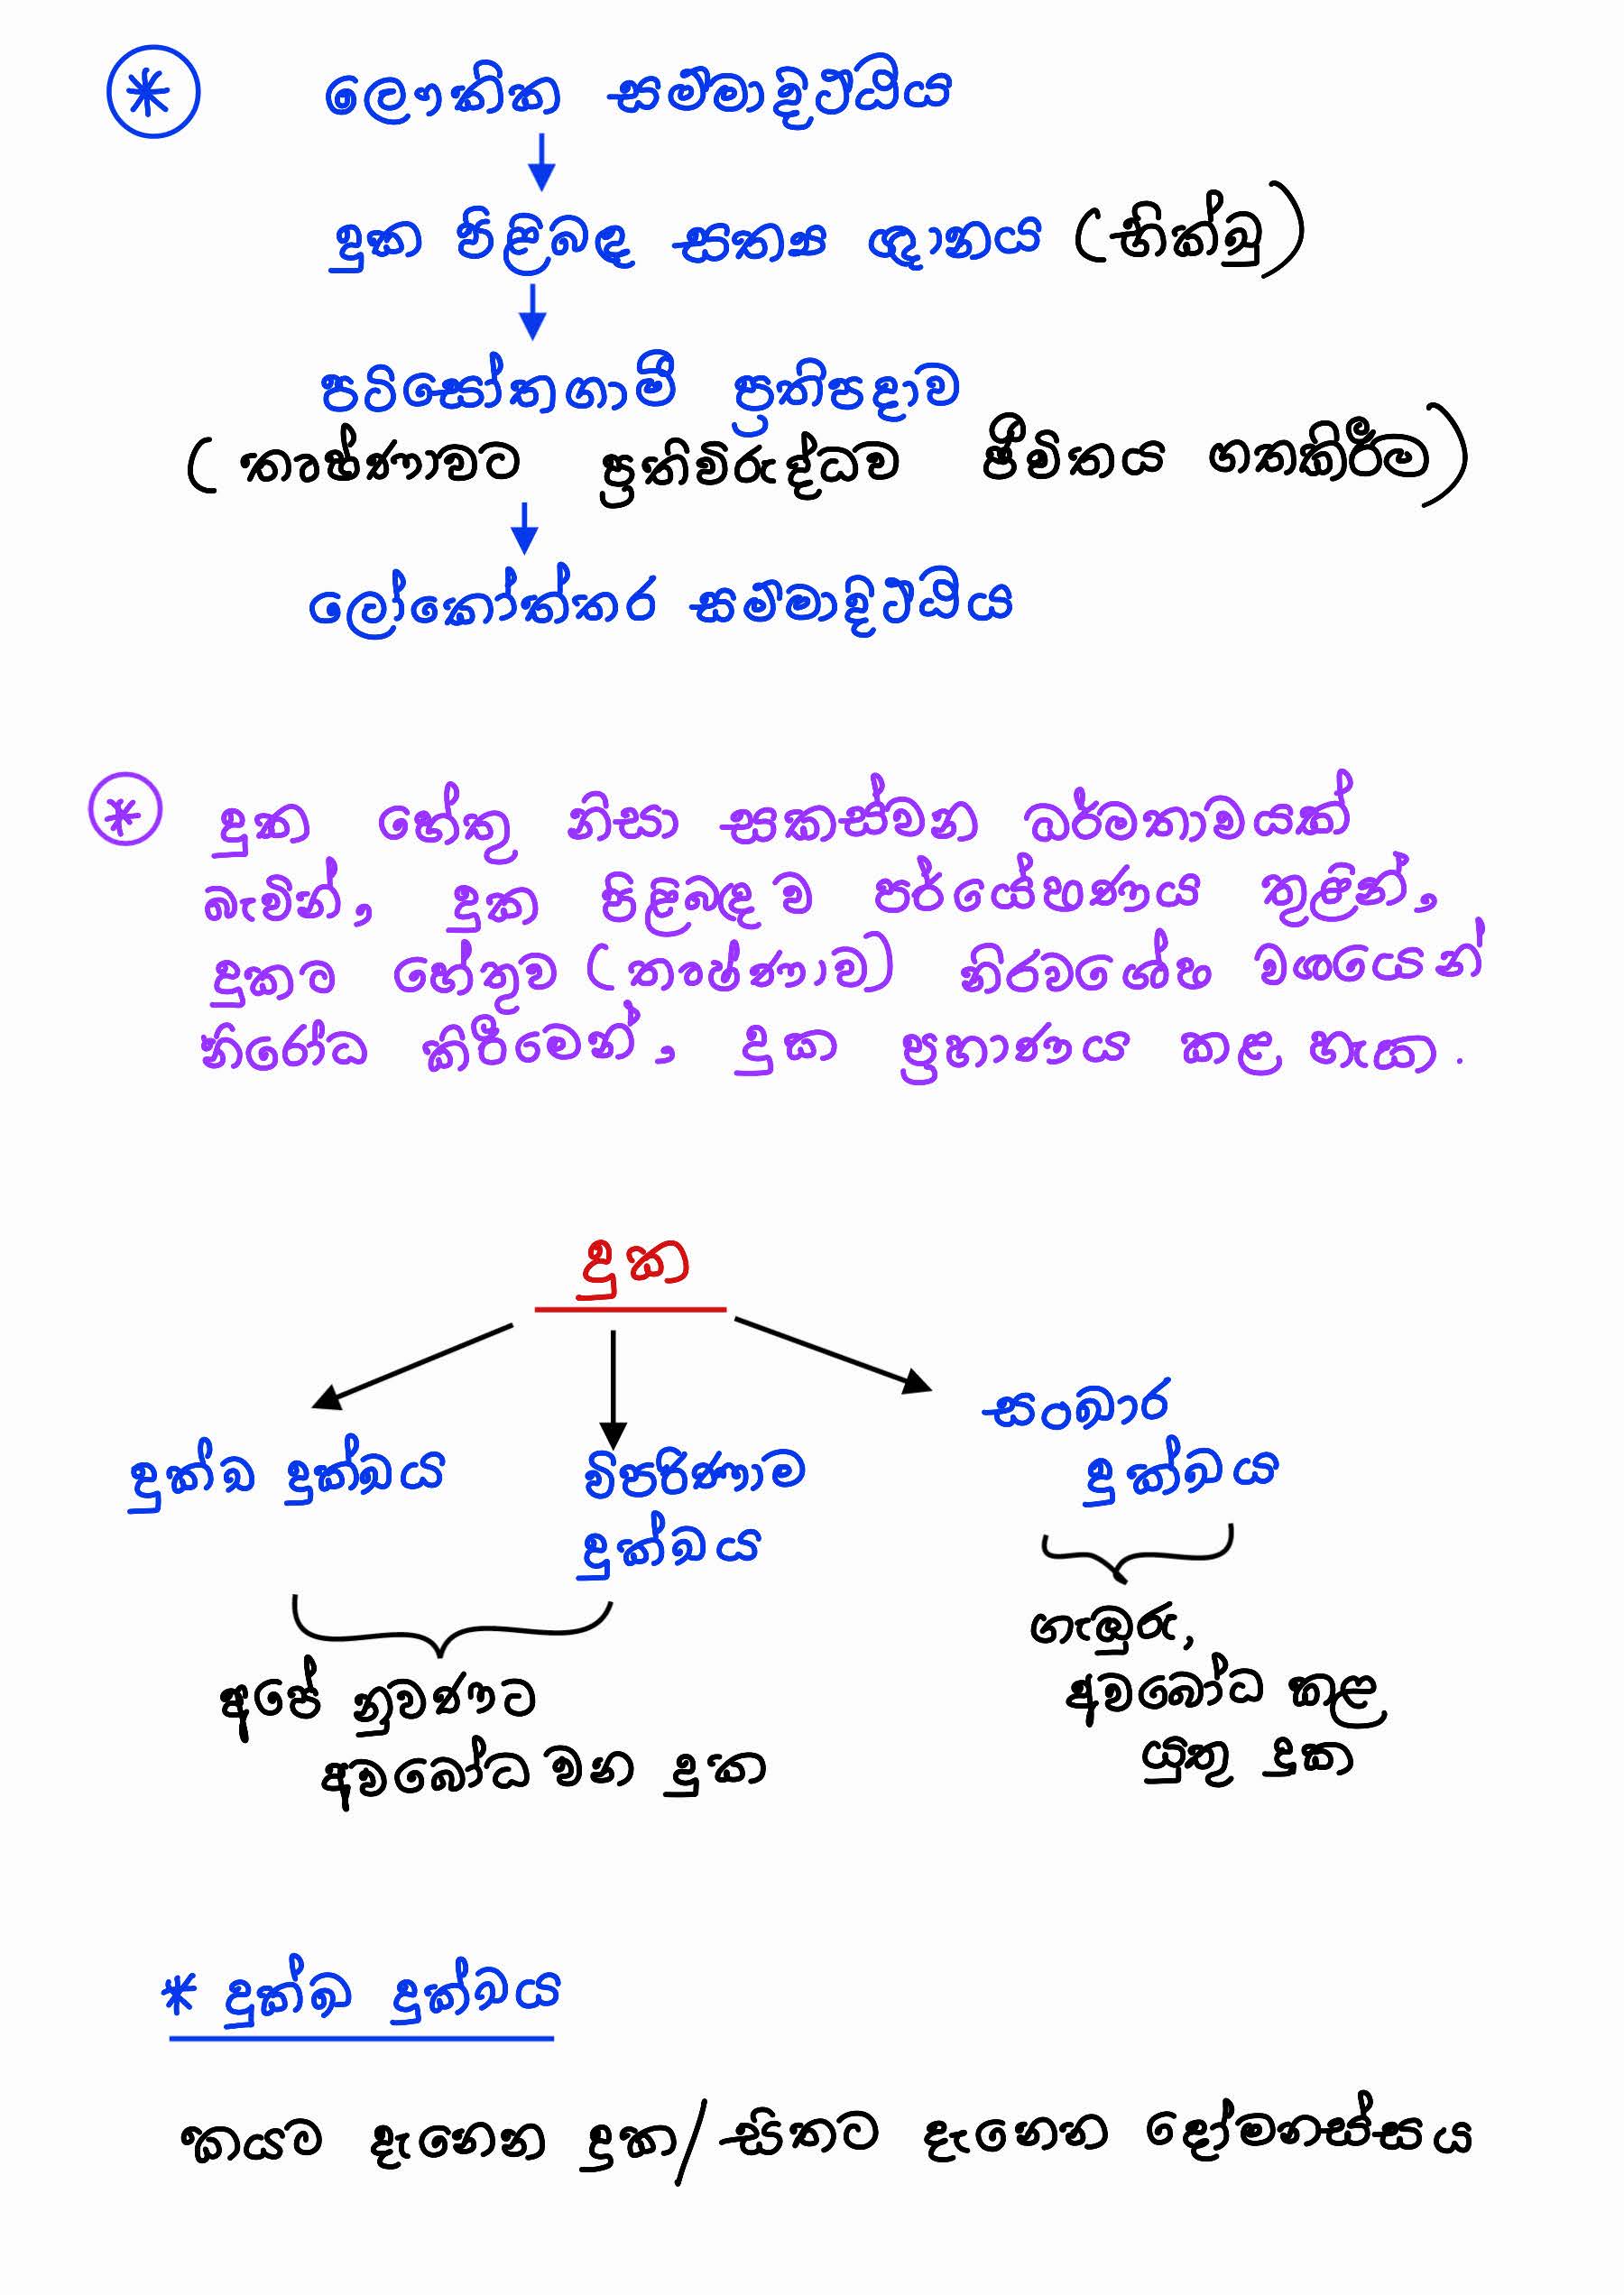 * ලෞකික සම්මාදිට්ඨිය
↓
දුක පිළිබඳ සත්‍ය ඥානය (භික්ඛු)
↓
පටිසෝතගාමී ප්‍රතිපදාව
(තෘෂ්ණාවට ප්‍රතිවිරුද්ධව ජීවිතය ගතකිරීම)
↓
ලෝකෝත්තර සම්මාදිට්ඨිය
* දුක හේතු නිසා සකස්වන ධර්මතාවයක්
බැවින්, දුක පිළිබඳව පර්යේෂණය තුළින්,
දුකට හේතුව (තෘෂ්ණාව) නිරවශේෂ වශයෙන්
නිරෝධ කිරීමෙන්, දුක ප්‍රහාණය කළ හැක.
දුක
දුක්ඛ දුක්ඛය
විපරිණාම
දුක්ඛය
සංඛාර
දුක්ඛය
අපේ නුවණට
අවබෝධ වන දුක
ගැඹුරු,
අවබෝධ කළ
යුතු දුක
* දුක්ඛ දුක්ඛය
කයට දැනෙන දුක/සිතට දැනෙන දෝමනස්සය